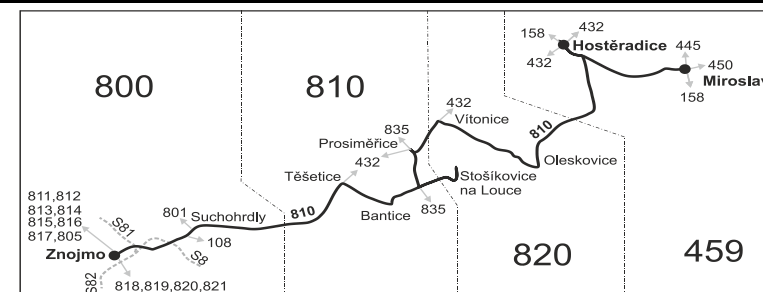 158
432
Hostěradice
432
445
450
Miroslav
158
800
810
432
Vítonice
835
Prosiměřice
432
810
Oleskovice
Těšetice
Stošíkovice
na Louce
Bantice
835
811,812
813,814
815,816
817,805
801
Suchohrdly
810
108
S81
S8
Znojmo
S82
818,819,820,821
820
459